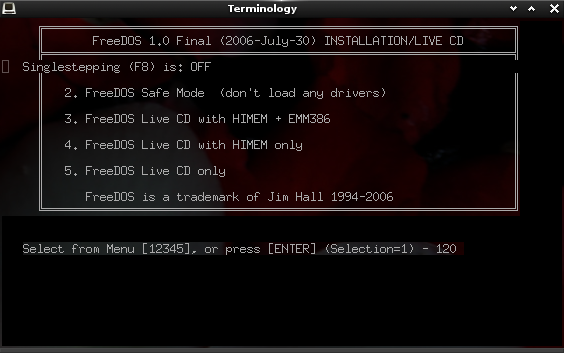 Terminology
FreeDOS 1.0 Final (2006-July-30) INSTALLATION/LIVE CD
Singlestepping (F8) is: OFF
2. FreeDOS Safe Mode (don't load any drivers)
3. FreeDOS Live CD with HIMEM + EMM386
4. FreeDOS Live CD with HIMEM only
5. FreeDOS Live CD only
FreeDOS is a trademark of Jim Hall 1994-2006
Select from Menu [12345], or press [ENTER] (Selection=1) - 120